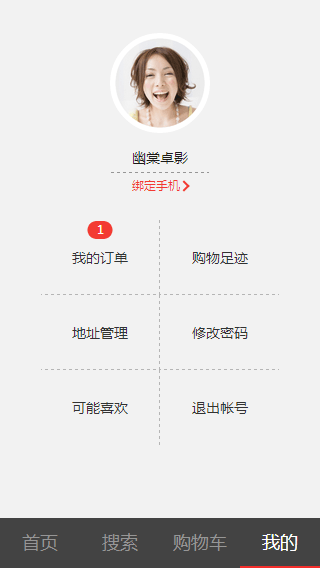 幽棠卓影
绑定手机
1
我的订单 购物足迹
地址管理 修改密码
可能喜欢 退出帐号
首页 搜索 购物车 我的